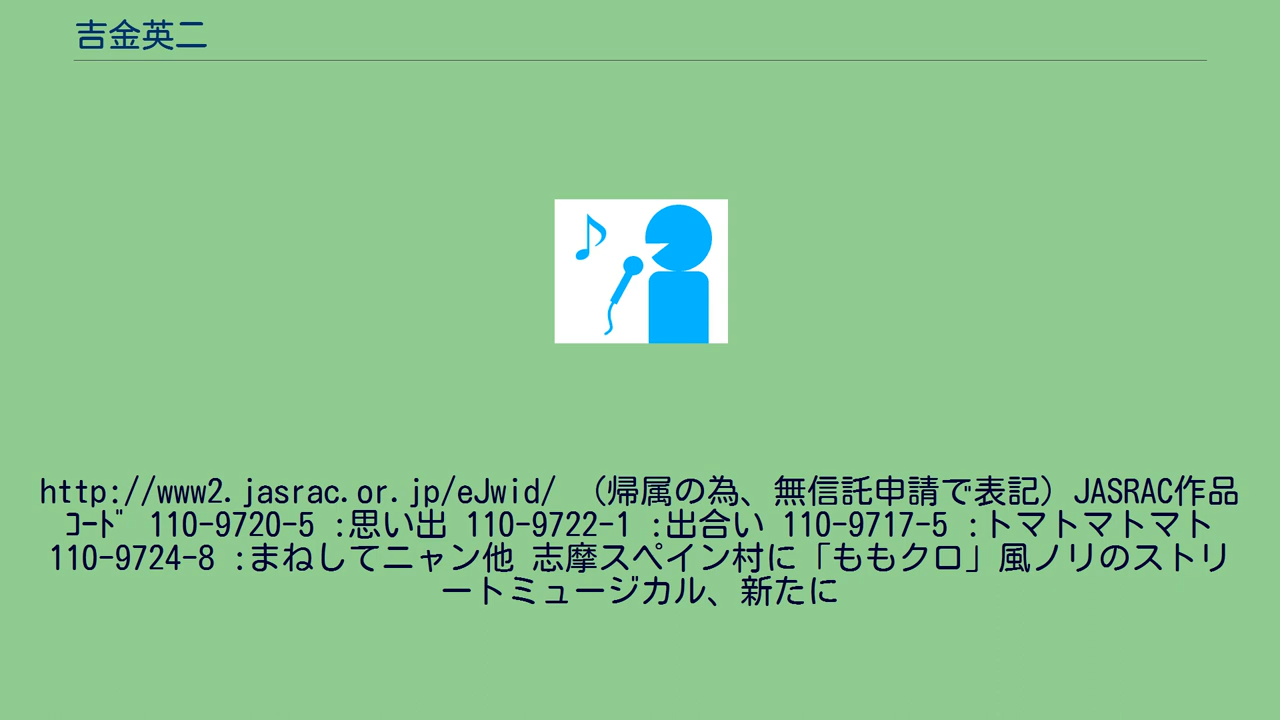 吉金英二
http://www2.jasrac.or.jp/eJwid/ （帰属の為、無信託申請で表記）JASRAC作品
ｺｰﾄﾞ 110-9720-5 :思い出 110-9722-1 :出合い 110-9717-5 :トマトマトマト
110-9724-8 :まねしてニャン他 志摩スペイン村に「ももクロ」風ノリのストリ
ートミュージカル、新たに